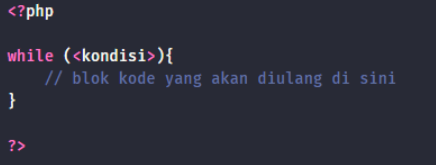 <?php
while (<kondisi>){
// blok kode yang akan diulang di sini
}
?>